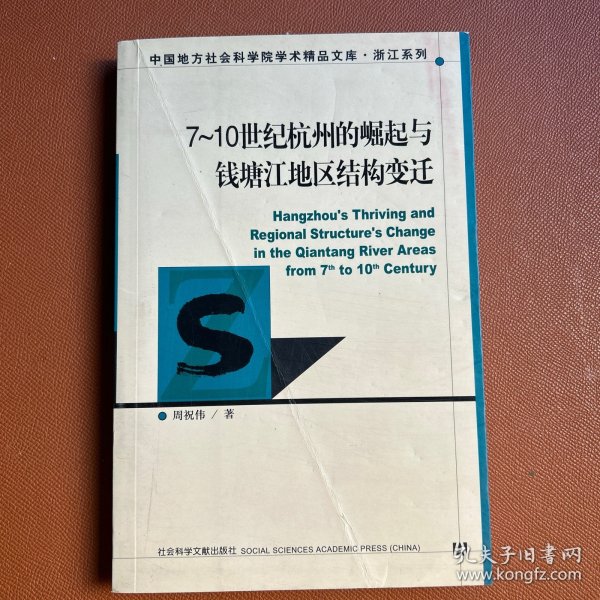 中国地方社会科学院学术精品文库·浙江系列
7~10世纪杭州的崛起与
钱塘江地区结构变迁
Hangzhou's Thriving and
Regional Structure's Change
in the Qiantang River Areas
from 7th to 10th Century
Z
S
周祝伟 / 著
社会科学文献出版社 SOCIAL SCIENCES ACADEMIC PRESS (CHINA)
孔夫子旧书网
www.kongfz.com